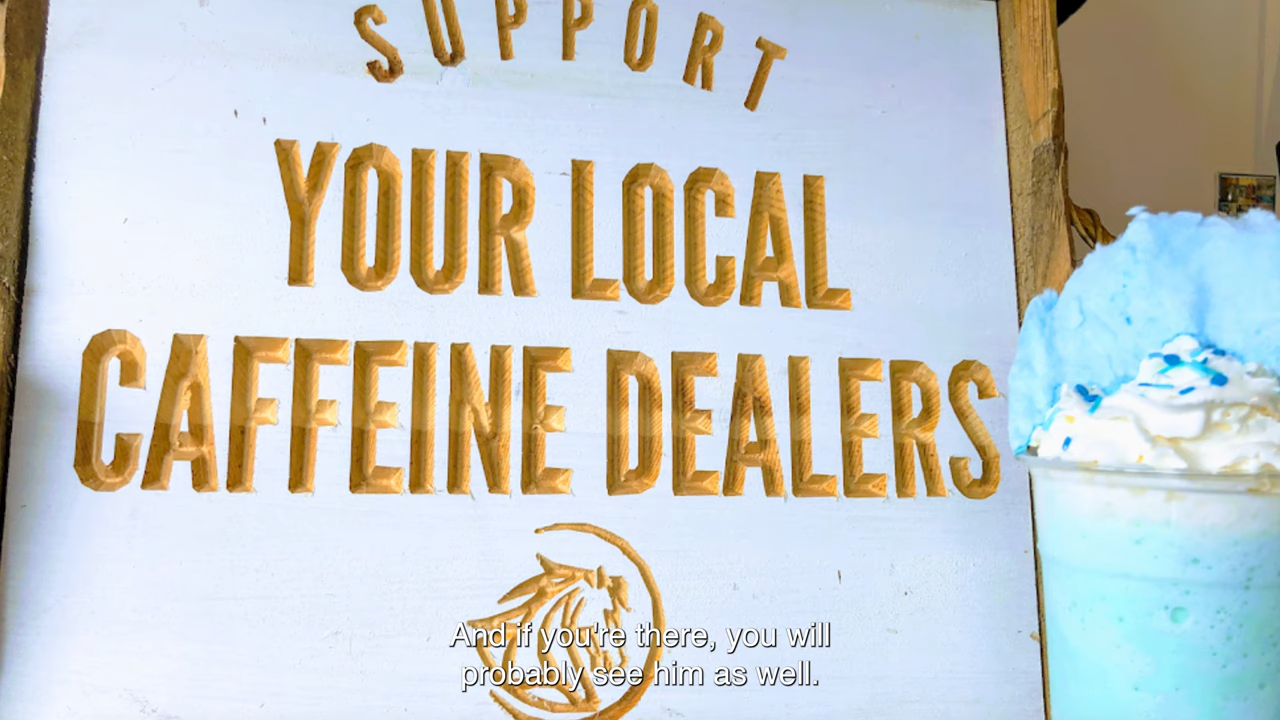 SUPPORT
YOUR LOCAL
CAFFEINE DEALERS
And if you're there, you will
probably see him as well.